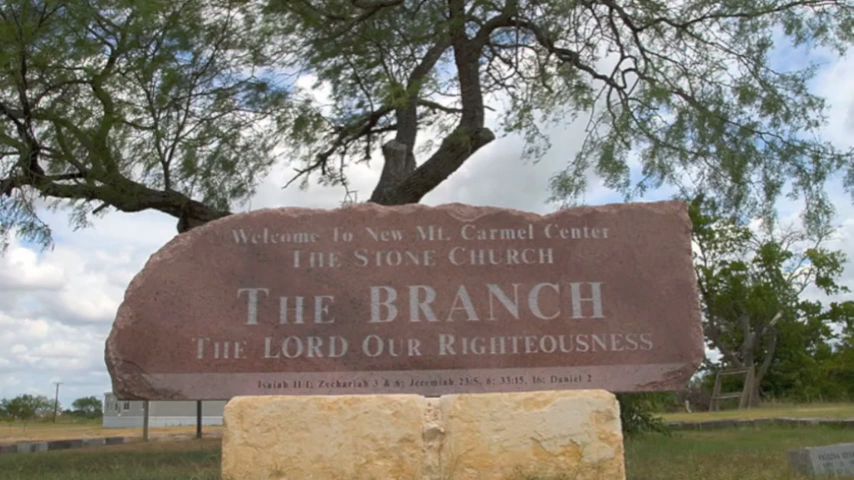 Welcome To New Mt. Carmel Center
THE STONE CHURCH
THE BRANCH
THE LORD OUR RIGHTEOUSNESS
Isaiah 11:1; Zechariah 3 & 6; Jeremiah 23:5, 6; 33:15, 16; Daniel 2